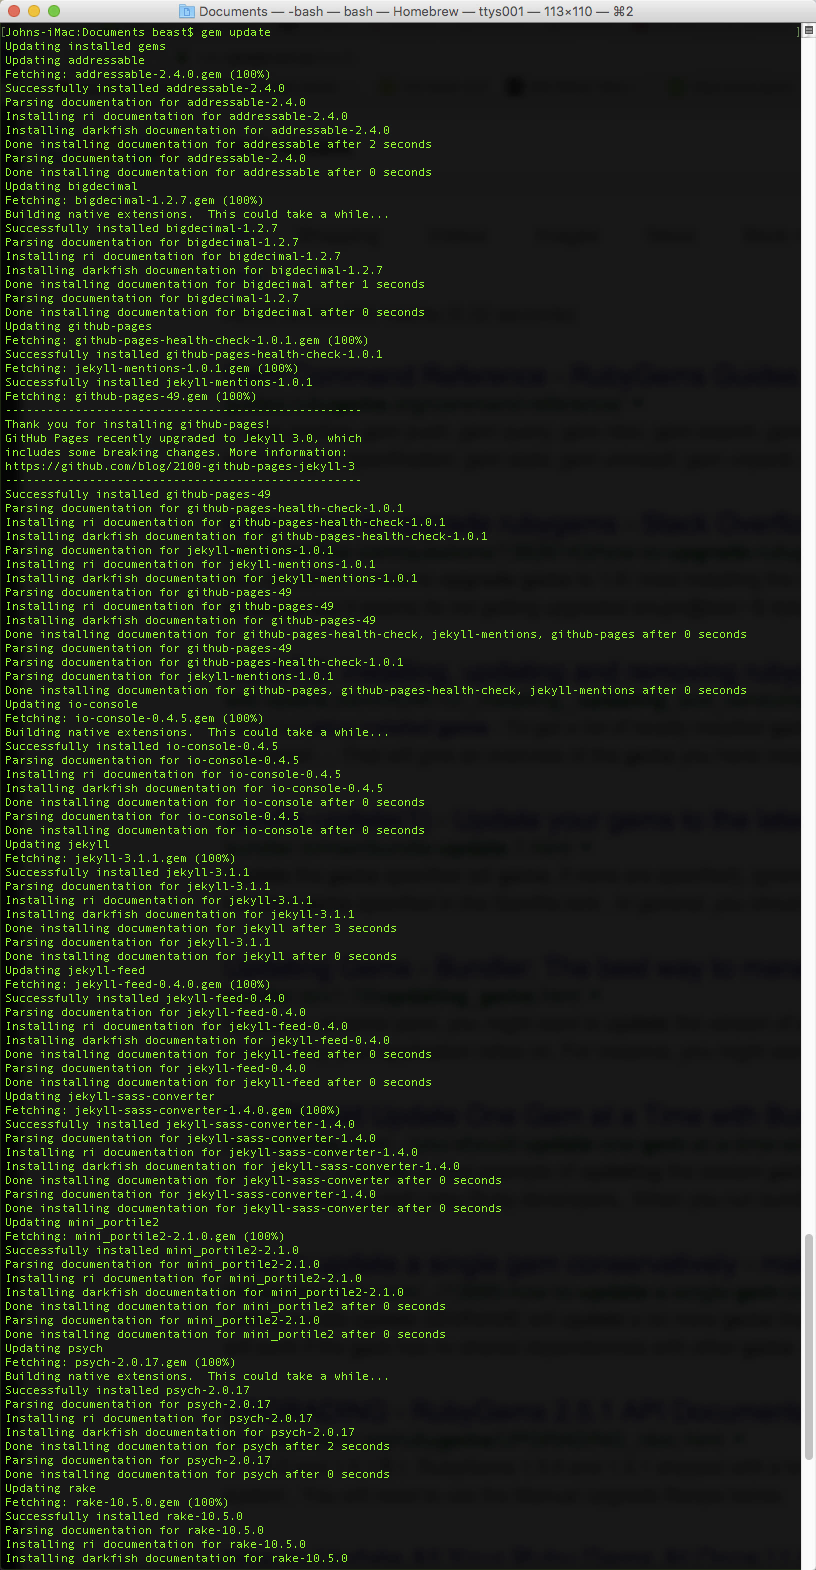 Documents — -bash — bash — Homebrew — ttys001 — 113×110 — ⌘2
[Johns-iMac:Documents beast$ gem update ]
Updating installed gems
Updating addressable
Fetching: addressable-2.4.0.gem (100%)
Successfully installed addressable-2.4.0
Parsing documentation for addressable-2.4.0
Installing ri documentation for addressable-2.4.0
Installing darkfish documentation for addressable-2.4.0
Done installing documentation for addressable after 2 seconds
Parsing documentation for addressable-2.4.0
Done installing documentation for addressable after 0 seconds
Updating bigdecimal
Fetching: bigdecimal-1.2.7.gem (100%)
Building native extensions.  This could take a while...
Successfully installed bigdecimal-1.2.7
Parsing documentation for bigdecimal-1.2.7
Installing ri documentation for bigdecimal-1.2.7
Installing darkfish documentation for bigdecimal-1.2.7
Done installing documentation for bigdecimal after 1 seconds
Parsing documentation for bigdecimal-1.2.7
Done installing documentation for bigdecimal after 0 seconds
Updating github-pages
Fetching: github-pages-health-check-1.0.1.gem (100%)
Successfully installed github-pages-health-check-1.0.1
Fetching: jekyll-mentions-1.0.1.gem (100%)
Successfully installed jekyll-mentions-1.0.1
Fetching: github-pages-49.gem (100%)
---------------------------------------------------
Thank you for installing github-pages!
GitHub Pages recently upgraded to Jekyll 3.0, which
includes some breaking changes. More information:
https://github.com/blog/2100-github-pages-jekyll-3
---------------------------------------------------
Successfully installed github-pages-49
Parsing documentation for github-pages-health-check-1.0.1
Installing ri documentation for github-pages-health-check-1.0.1
Installing darkfish documentation for github-pages-health-check-1.0.1
Parsing documentation for jekyll-mentions-1.0.1
Installing ri documentation for jekyll-mentions-1.0.1
Installing darkfish documentation for jekyll-mentions-1.0.1
Parsing documentation for github-pages-49
Installing ri documentation for github-pages-49
Installing darkfish documentation for github-pages-49
Done installing documentation for github-pages-health-check, jekyll-mentions, github-pages after 0 seconds
Parsing documentation for github-pages-49
Parsing documentation for github-pages-health-check-1.0.1
Parsing documentation for jekyll-mentions-1.0.1
Done installing documentation for github-pages, github-pages-health-check, jekyll-mentions after 0 seconds
Updating io-console
Fetching: io-console-0.4.5.gem (100%)
Building native extensions.  This could take a while...
Successfully installed io-console-0.4.5
Parsing documentation for io-console-0.4.5
Installing ri documentation for io-console-0.4.5
Installing darkfish documentation for io-console-0.4.5
Done installing documentation for io-console after 0 seconds
Parsing documentation for io-console-0.4.5
Done installing documentation for io-console after 0 seconds
Updating jekyll
Fetching: jekyll-3.1.1.gem (100%)
Successfully installed jekyll-3.1.1
Parsing documentation for jekyll-3.1.1
Installing ri documentation for jekyll-3.1.1
Installing darkfish documentation for jekyll-3.1.1
Done installing documentation for jekyll after 3 seconds
Parsing documentation for jekyll-3.1.1
Done installing documentation for jekyll after 0 seconds
Updating jekyll-feed
Fetching: jekyll-feed-0.4.0.gem (100%)
Successfully installed jekyll-feed-0.4.0
Parsing documentation for jekyll-feed-0.4.0
Installing ri documentation for jekyll-feed-0.4.0
Installing darkfish documentation for jekyll-feed-0.4.0
Done installing documentation for jekyll-feed after 0 seconds
Parsing documentation for jekyll-feed-0.4.0
Done installing documentation for jekyll-feed after 0 seconds
Updating jekyll-sass-converter
Fetching: jekyll-sass-converter-1.4.0.gem (100%)
Successfully installed jekyll-sass-converter-1.4.0
Parsing documentation for jekyll-sass-converter-1.4.0
Installing ri documentation for jekyll-sass-converter-1.4.0
Installing darkfish documentation for jekyll-sass-converter-1.4.0
Done installing documentation for jekyll-sass-converter after 0 seconds
Parsing documentation for jekyll-sass-converter-1.4.0
Done installing documentation for jekyll-sass-converter after 0 seconds
Updating mini_portile2
Fetching: mini_portile2-2.1.0.gem (100%)
Successfully installed mini_portile2-2.1.0
Parsing documentation for mini_portile2-2.1.0
Installing ri documentation for mini_portile2-2.1.0
Installing darkfish documentation for mini_portile2-2.1.0
Done installing documentation for mini_portile2 after 0 seconds
Parsing documentation for mini_portile2-2.1.0
Done installing documentation for mini_portile2 after 0 seconds
Updating psych
Fetching: psych-2.0.17.gem (100%)
Building native extensions.  This could take a while...
Successfully installed psych-2.0.17
Parsing documentation for psych-2.0.17
Installing ri documentation for psych-2.0.17
Installing darkfish documentation for psych-2.0.17
Done installing documentation for psych after 2 seconds
Parsing documentation for psych-2.0.17
Done installing documentation for psych after 0 seconds
Updating rake
Fetching: rake-10.5.0.gem (100%)
Successfully installed rake-10.5.0
Parsing documentation for rake-10.5.0
Installing ri documentation for rake-10.5.0
Installing darkfish documentation for rake-10.5.0